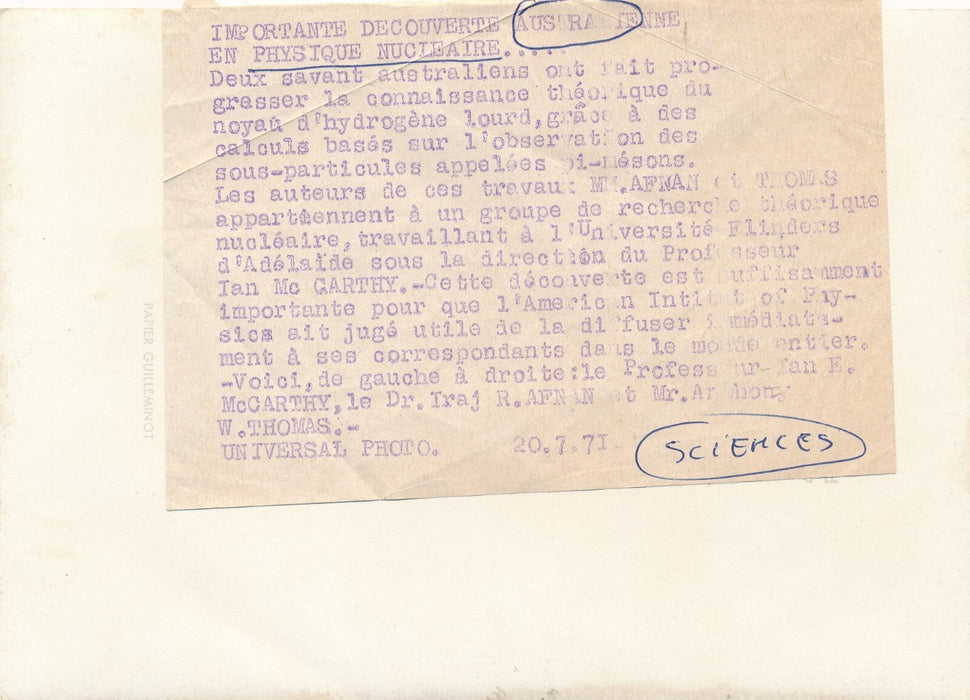 IMPORTANTE DECOUVERTE AUSTRALIENNE
EN PHYSIQUE NUCLEAIRE.....
Deux savant australiens ont fait pro-
grasser la connaissance théorique du
noyau d'hydrogène lourd,grâce à des
calculs basés sur l'observation des
sous-particules appelées pi-mésons.
Les auteurs de ces travaux MM.AFNAN et THOMAS
appartiennent à un groupe de recherche théorique
nucléaire,travaillant à l'Université Flinders
d'Adélaïde sous la direction du Professeur
Ian Mc CARTHY.-Cette découverte est suffisamment
importante pour que l'American Intitut of Phy-
sics ait jugé utile de la diffuser immédiate-
ment à ses correspondants dans le monde entier.
-Voici,de gauche à droite:le Professeur Ian E.
McCARTHY,le Dr.Iraj R.AFNAN et Mr.Anthony
W.THOMAS.-
UNIVERSAL PHOTO. 20.7.71.
SCIENCES
PAPIER GUILLEMINOT